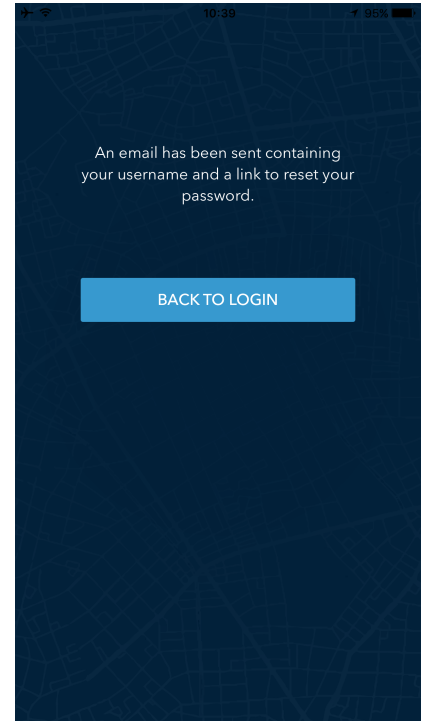 10:39
95%
An email has been sent containing
your username and a link to reset your
password.
BACK TO LOGIN